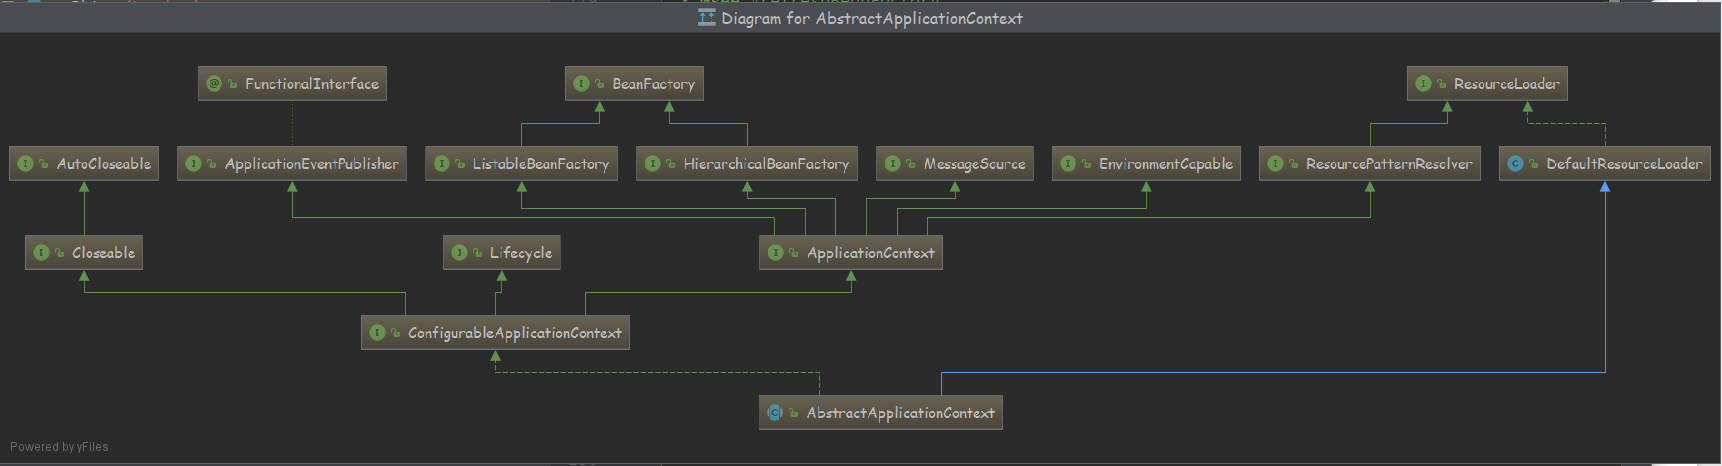 Diagram for AbstractApplicationContext
FunctionalInterface
BeanFactory
ResourceLoader
AutoCloseable
ApplicationEventPublisher
ListableBeanFactory
HierarchicalBeanFactory
MessageSource
EnvironmentCapable
ResourcePatternResolver
DefaultResourceLoader
Closeable
Lifecycle
ApplicationContext
ConfigurableApplicationContext
AbstractApplicationContext
Powered by yFiles